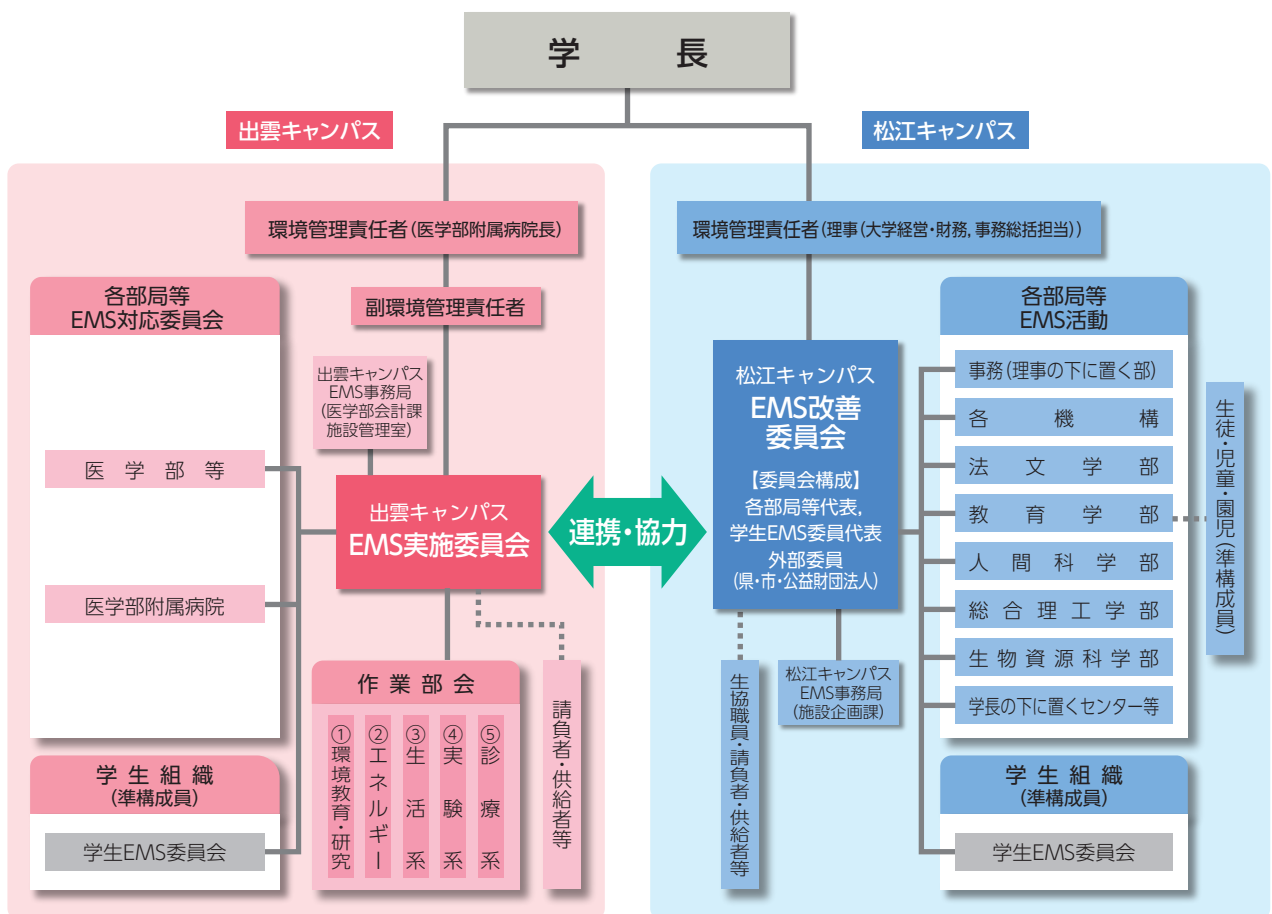 学長
出雲キャンパス
松江キャンパス
環境管理責任者(医学部附属病院長)
副環境管理責任者
各部局等
EMS対応委員会
医学部等
医学部附属病院
学生組織
(準構成員)
学生EMS委員会
出雲キャンパス
EMS事務局
(医学部会計課
施設管理室)
出雲キャンパス
EMS実施委員会
作業部会
①環境教育・研究
②エネルギー
③生活系
④実験系
⑤診療系
請負者・供給者等
連携・協力
環境管理責任者(理事(大学経営・財務,事務総括担当))
松江キャンパス
EMS改善
委員会
【委員会構成】
各部局等代表,
学生EMS委員代表
外部委員
(県・市・公益財団法人)
生協職員・請負者・供給者等
松江キャンパス
EMS事務局
(施設企画課)
各部局等
EMS活動
事務(理事の下に置く部)
各機構
法文学部
教育学部
人間科学部
総合理工学部
生物資源科学部
学長の下に置くセンター等
生徒・児童・園児(準構成員)
学生組織
(準構成員)
学生EMS委員会